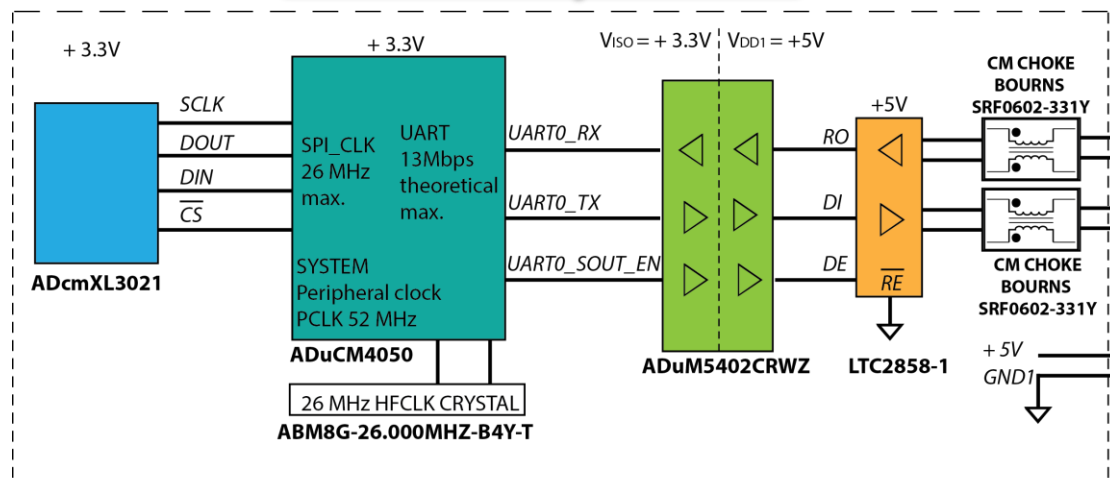 + 3.3V
+ 3.3V
VISO = + 3.3V
VDD1 = +5V
CM CHOKE
BOURNS
SRF0602-331Y
+5V
SCLK
DOUT
DIN
CS
ADcmXL3021
SPI_CLK
26 MHz
max.
UART
13Mbps
theoretical
max.
SYSTEM
Peripheral clock
PCLK 52 MHz
ADuCM4050
26 MHz HFCLK CRYSTAL
ABM8G-26.000MHZ-B4Y-T
UART0_RX
UART0_TX
UART0_SOUT_EN
ADuM5402CRWZ
RO
DI
DE
RE
LTC2858-1
CM CHOKE
BOURNS
SRF0602-331Y
+ 5V
GND1